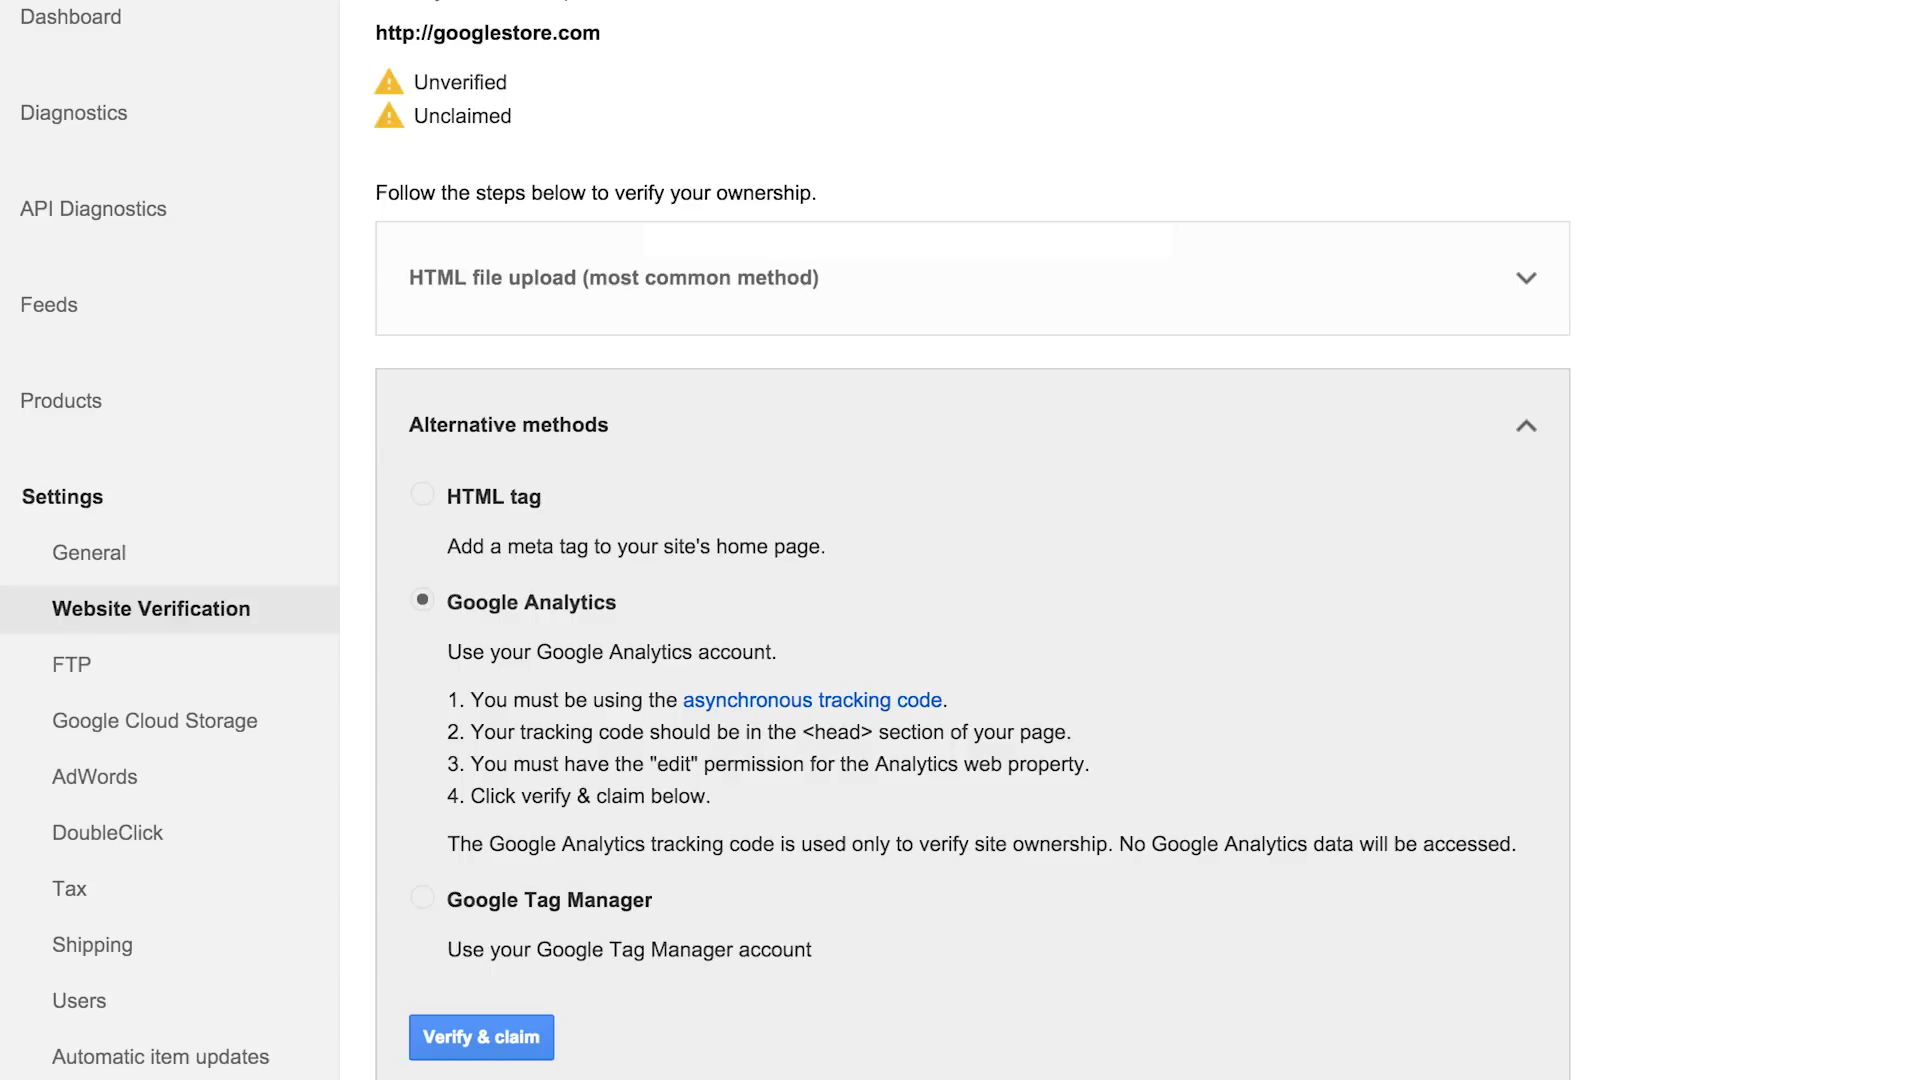 Dashboard
Diagnostics
API Diagnostics
Feeds
Products
Settings
General
Website Verification
FTP
Google Cloud Storage
AdWords
DoubleClick
Tax
Shipping
Users
Automatic item updates
http://googlestore.com
Unverified
Unclaimed
Follow the steps below to verify your ownership.
HTML file upload (most common method)
Alternative methods
HTML tag
Add a meta tag to your site's home page.
Google Analytics
Use your Google Analytics account.
1. You must be using the asynchronous tracking code.
2. Your tracking code should be in the <head> section of your page.
3. You must have the "edit" permission for the Analytics web property.
4. Click verify & claim below.
The Google Analytics tracking code is used only to verify site ownership. No Google Analytics data will be accessed.
Google Tag Manager
Use your Google Tag Manager account
Verify & claim